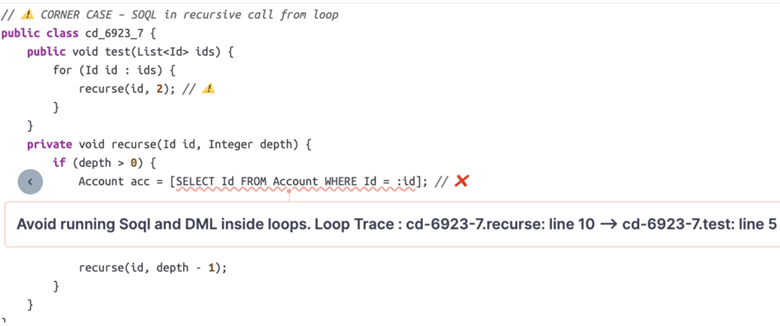 // ⚠️ CORNER CASE – SOQL in recursive call from loop
public class cd_6923_7 {
    public void test(List<Id> ids) {
        for (Id id : ids) {
            recurse(id, 2); // ⚠️
        }
    }
    private void recurse(Id id, Integer depth) {
        if (depth > 0) {
            Account acc = [SELECT Id FROM Account WHERE Id = :id]; // ❌
Avoid running Soql and DML inside loops. Loop Trace : cd-6923-7.recurse: line 10 —> cd-6923-7.test: line 5
            recurse(id, depth - 1);
        }
    }
}